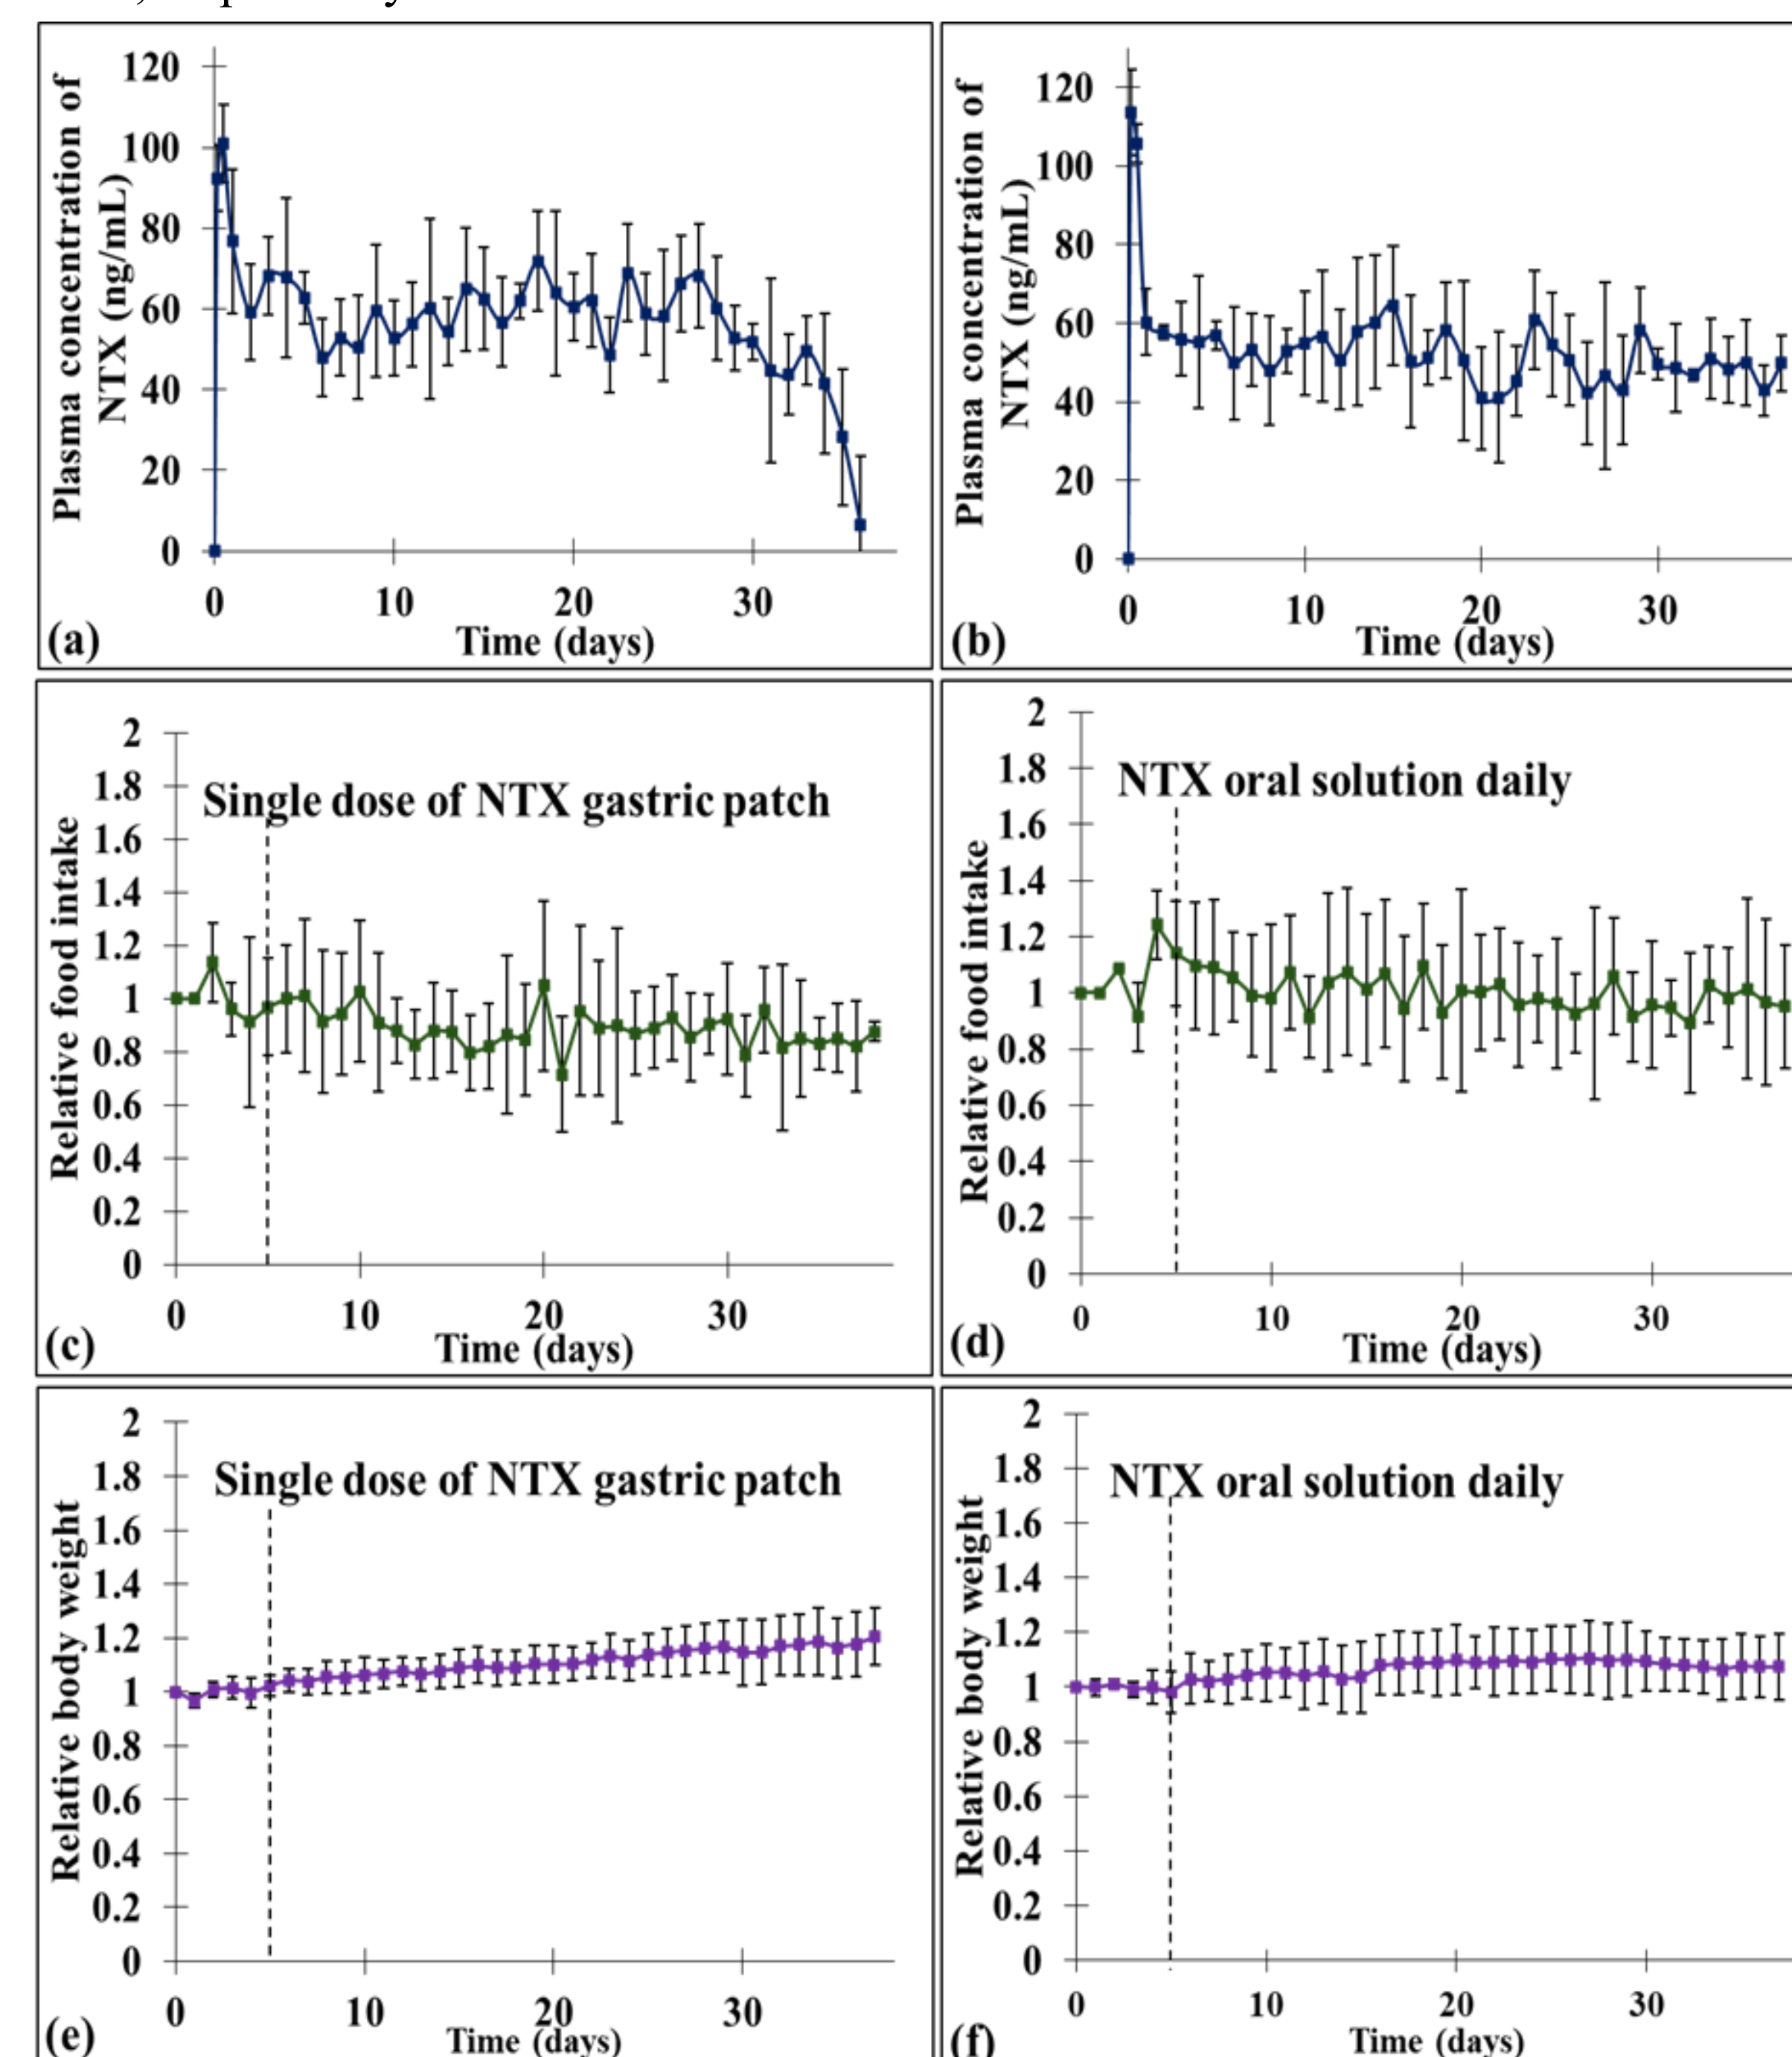 Plasma concentration of
NTX (ng/mL)
120
100
80
60
40
20
0
0 10 20 30
Time (days)
(a)
Plasma concentration of
NTX (ng/mL)
120
100
80
60
40
20
0
0 10 20 30
Time (days)
(b)
Single dose of NTX gastric patch
Relative food intake
2
1.8
1.6
1.4
1.2
1
0.8
0.6
0.4
0.2
0
0 10 20 30
Time (days)
(c)
NTX oral solution daily
Relative food intake
2
1.8
1.6
1.4
1.2
1
0.8
0.6
0.4
0.2
0
0 10 20 30
Time (days)
(d)
Single dose of NTX gastric patch
Relative body weight
2
1.8
1.6
1.4
1.2
1
0.8
0.6
0.4
0.2
0
0 10 20 30
Time (days)
(e)
NTX oral solution daily
Relative body weight
2
1.8
1.6
1.4
1.2
1
0.8
0.6
0.4
0.2
0
0 10 20 30
Time (days)
(f)